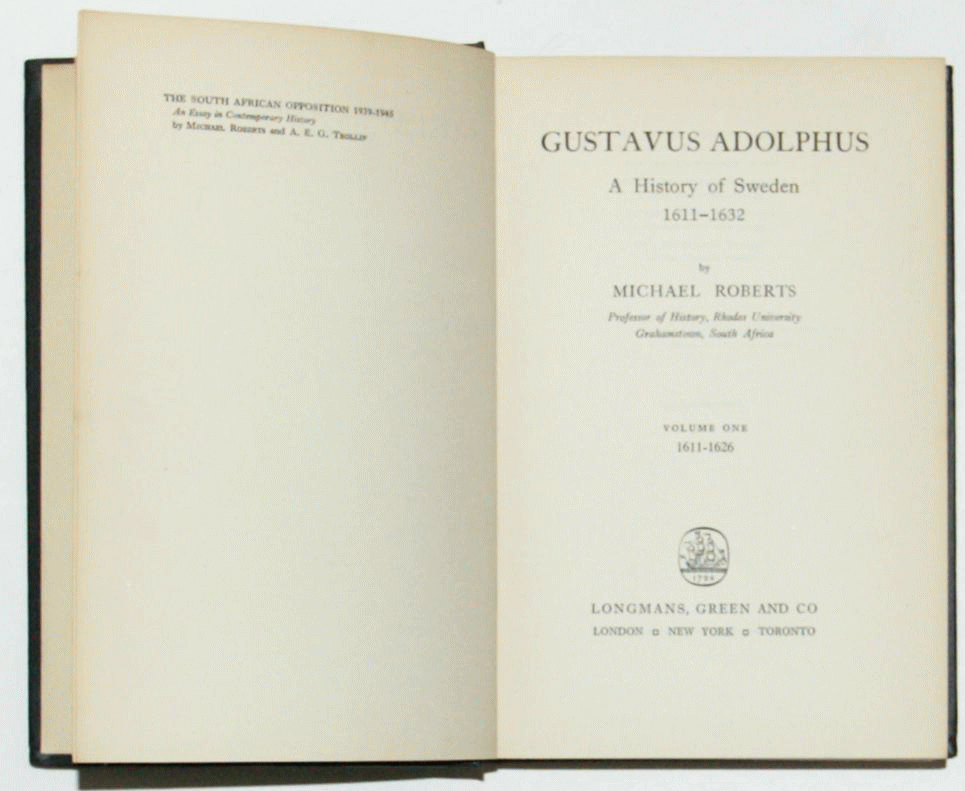 THE SOUTH AFRICAN OPPOSITION 1939-1945
An Essay in Contemporary History
by MICHAEL ROBERTS and A. E. G. TROLLIP
GUSTAVUS ADOLPHUS
A History of Sweden
1611–1632
by
MICHAEL ROBERTS
Professor of History, Rhodes University
Grahamstown, South Africa
VOLUME ONE
1611-1626
1724
LONGMANS, GREEN AND CO
LONDON □ NEW YORK □ TORONTO